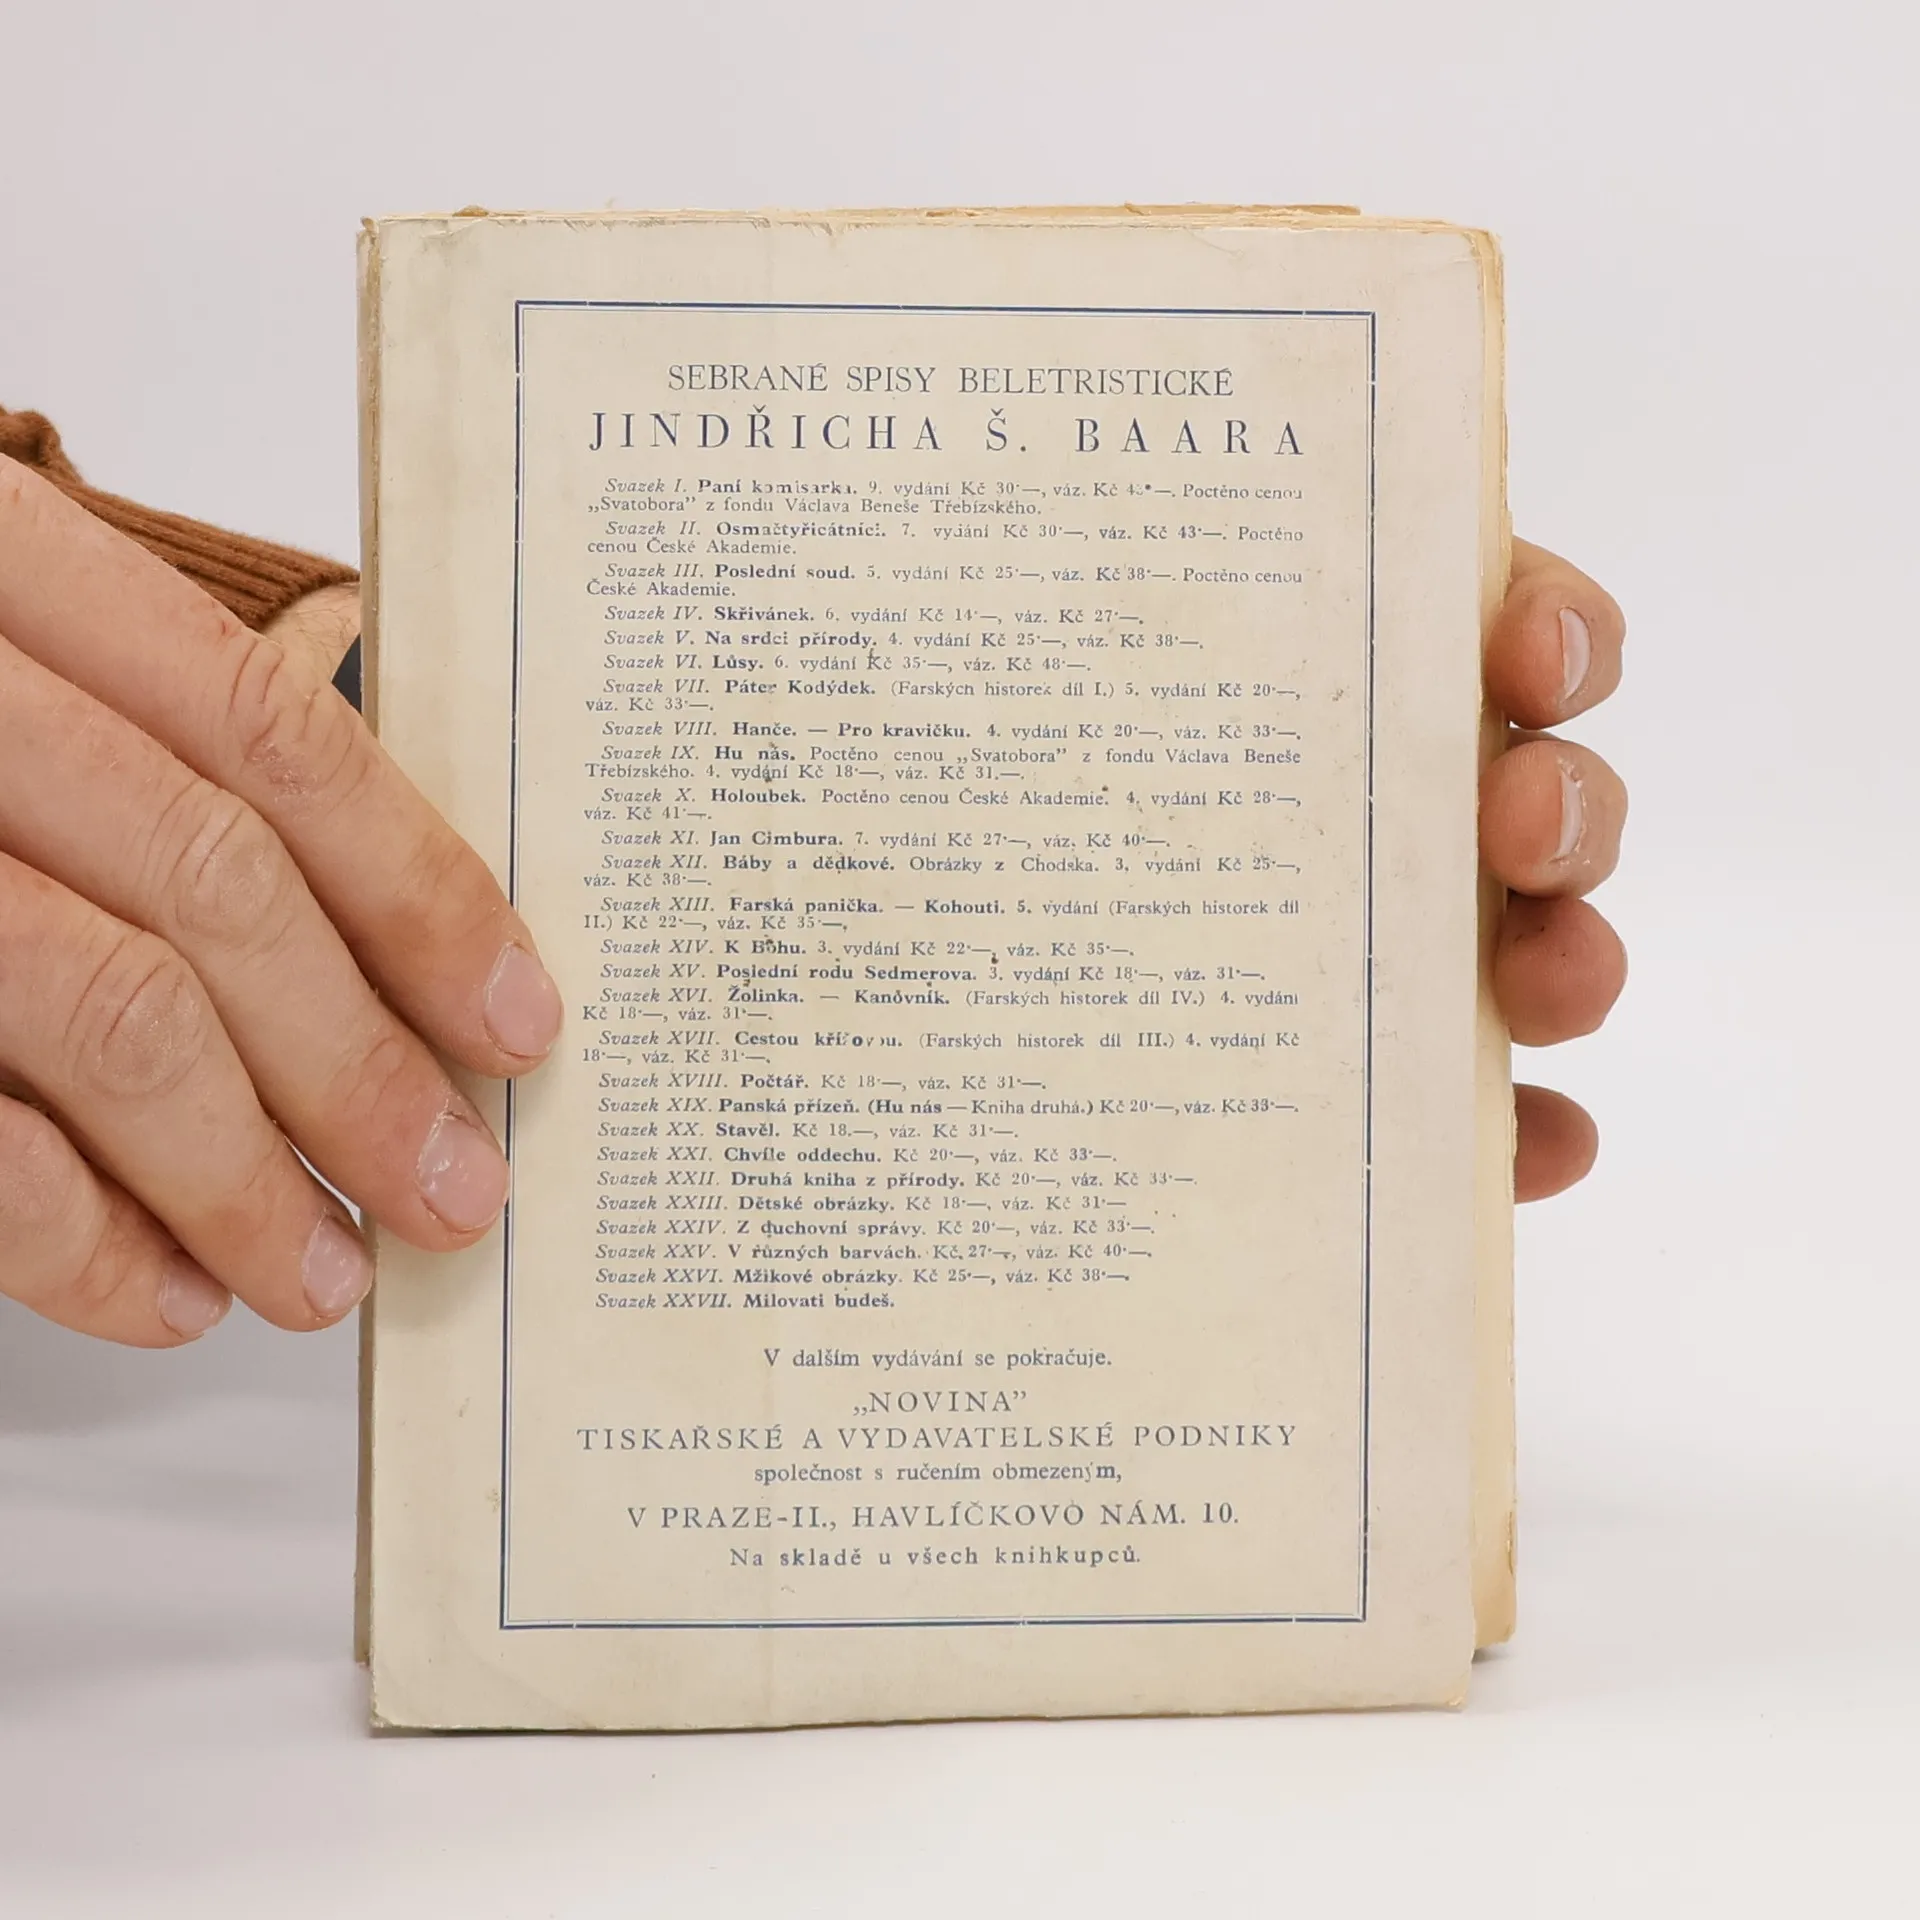 SEBRANÉ SPISY BELETRISTICKÉ
JINDŘICHA Š. BAARA
Svazek I. Paní komisarka. 9. vydání Kč 30·—, váz. Kč 43·—. Poctěno cenou
„Svatobora" z fondu Václava Beneše Třebízského.
Svazek II. Osmačtyřicátníci. 7. vydání Kč 30·—, váz. Kč 43·—. Poctěno
cenou České Akademie.
Svazek III. Poslední soud. 5. vydání Kč 25·—, váz. Kč 38·—. Poctěno cenou
České Akademie.
Svazek IV. Skřivánek. 6. vydání Kč 14·—, váz. Kč 27·—.
Svazek V. Na srdci přírody. 4. vydání Kč 25·—, váz. Kč 38·—.
Svazek VI. Lůsy. 6. vydání Kč 35·—, váz. Kč 48·—.
Svazek VII. Páter Kodýdek. (Farských historek díl I.) 5. vydání Kč 20·—,
váz. Kč 33·—.
Svazek VIII. Hanče. — Pro kravičku. 4. vydání Kč 20·—, váz. Kč 33·—.
Svazek IX. Hu nás. Poctěno cenou „Svatobora" z fondu Václava Beneše
Třebízského. 4. vydání Kč 18·—, váz. Kč 31.—.
Svazek X. Holoubek. Poctěno cenou České Akademie. 4. vydání Kč 28·—,
váz. Kč 41·—.
Svazek XI. Jan Cimbura. 7. vydání Kč 27·—, váz. Kč 40·—.
Svazek XII. Báby a dědkové. Obrázky z Chodska. 3. vydání Kč 25·—,
váz. Kč 38·—.
Svazek XIII. Farská panička. — Kohouti. 5. vydání (Farských historek díl
II.) Kč 22·—, váz. Kč 35·—.
Svazek XIV. K Bohu. 3. vydání Kč 22·—, váz. Kč 35·—.
Svazek XV. Poslední rodu Sedmerova. 3. vydání Kč 18·—, váz. 31·—.
Svazek XVI. Žolinka. — Kanovník. (Farských historek díl IV.) 4. vydání
Kč 18·—, váz. 31·—.
Svazek XVII. Cestou křížovou. (Farských historek díl III.) 4. vydání Kč
18·—, váz. Kč 31·—.
Svazek XVIII. Počtář. Kč 18·—, váz. Kč 31·—.
Svazek XIX. Panská přízeň. (Hu nás — Kniha druhá.) Kč 20·—, váz. Kč 33·—.
Svazek XX. Stavěl. Kč 18.—, váz. Kč 31·—.
Svazek XXI. Chvíle oddechu. Kč 20·—, váz. Kč 33·—.
Svazek XXII. Druhá kniha z přírody. Kč 20·—, váz. Kč 33·—.
Svazek XXIII. Dětské obrázky. Kč 18·—, váz. Kč 31·—
Svazek XXIV. Z duchovní správy. Kč 20·—, váz. Kč 33·—.
Svazek XXV. V různých barvách. Kč 27·—, váz. Kč 40·—.
Svazek XXVI. Mžikové obrázky. Kč 25·—, váz. Kč 38·—.
Svazek XXVII. Milovati budeš.
V dalším vydávání se pokračuje.
„NOVINA"
TISKAŘSKÉ A VYDAVATELSKÉ PODNIKY
společnost s ručením obmezeným,
V PRAZE-II., HAVLÍČKOVO NÁM. 10.
Na skladě u všech knihkupců.